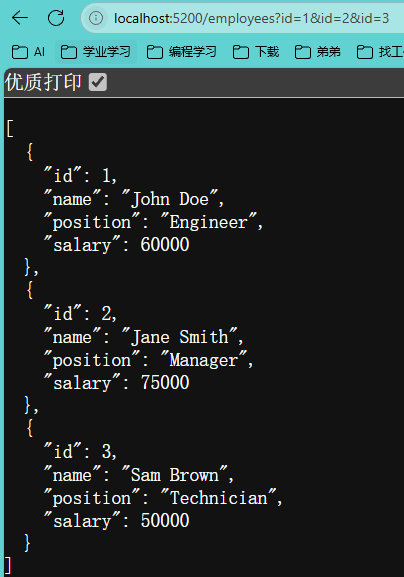 localhost:5200/employees?id=1&id=2&id=3
AI 学业学习 编程学习 下载 弟弟 找工
优质打印
[
{
"id": 1,
"name": "John Doe",
"position": "Engineer",
"salary": 60000
},
{
"id": 2,
"name": "Jane Smith",
"position": "Manager",
"salary": 75000
},
{
"id": 3,
"name": "Sam Brown",
"position": "Technician",
"salary": 50000
}
]